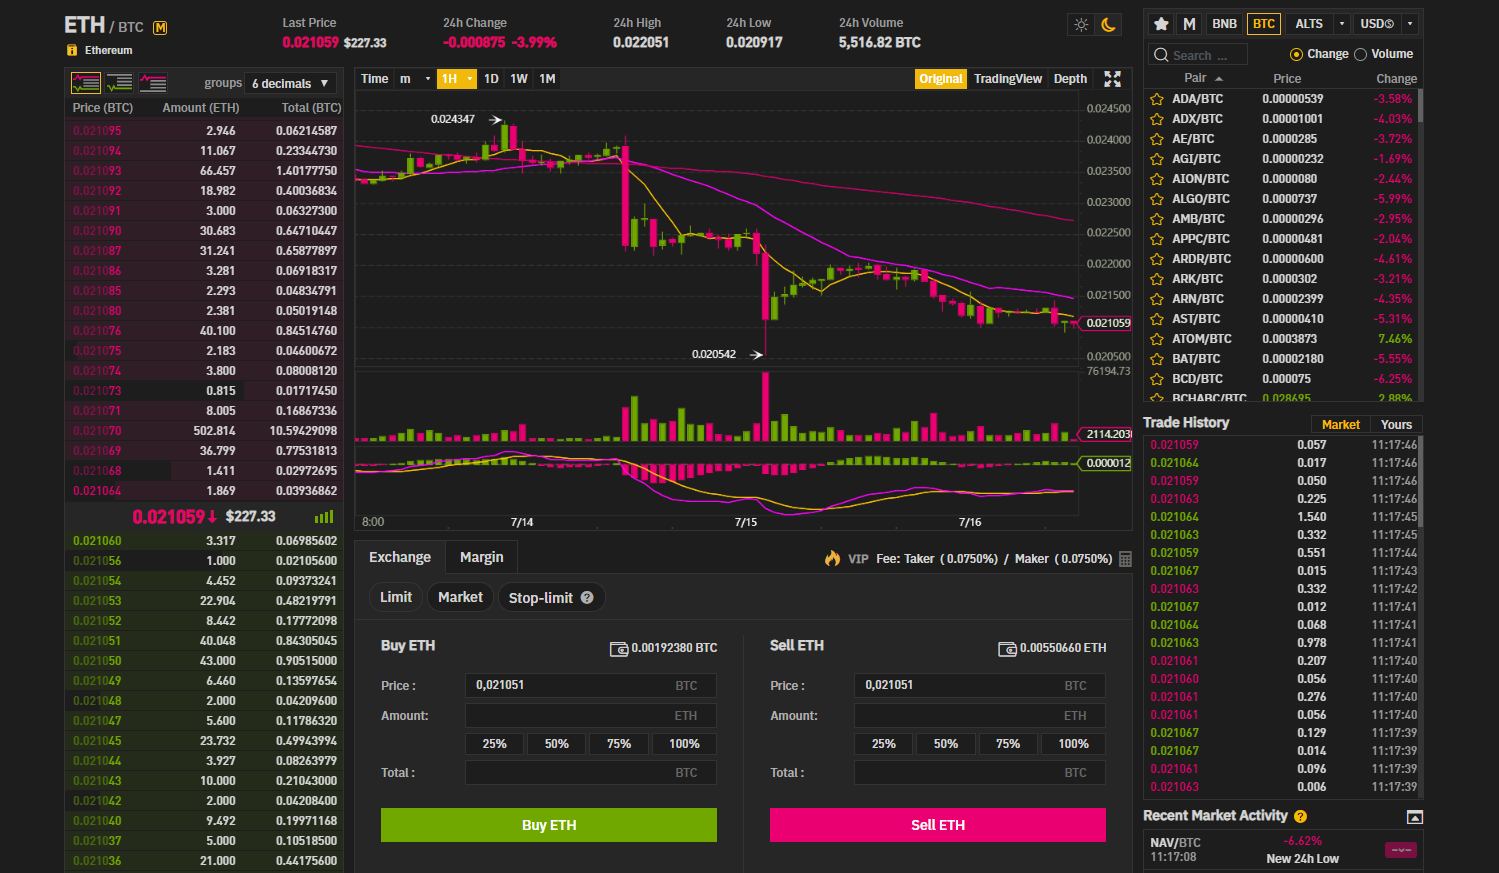 ETH / BTC M
Ethereum
Last Price
0.021059 $227.33
24h Change
-0.000875 -3.99%
24h High
0.022051
24h Low
0.020917
24h Volume
5,516.82 BTC
groups 6 decimals
Price (BTC) Amount (ETH) Total (BTC)
0.021095 2.946 0.06214587
0.021094 11.067 0.23344730
0.021093 66.457 1.40177750
0.021092 18.982 0.40036834
0.021091 3.000 0.06327300
0.021090 30.683 0.64710447
0.021087 31.241 0.65877897
0.021086 3.281 0.06918317
0.021085 2.293 0.04834791
0.021080 2.381 0.05019148
0.021076 40.100 0.84514760
0.021075 2.183 0.04600672
0.021074 3.800 0.08008120
0.021073 0.815 0.01717450
0.021071 8.005 0.16867336
0.021070 502.814 10.59429098
0.021069 36.799 0.77531813
0.021068 1.411 0.02972695
0.021064 1.869 0.03936862
0.021059↓ $227.33
0.021060 3.317 0.06985602
0.021056 1.000 0.02105600
0.021054 4.452 0.09373241
0.021053 22.904 0.48219791
0.021052 8.442 0.17772098
0.021051 40.048 0.84305045
0.021050 43.000 0.90515000
0.021049 6.460 0.13597654
0.021048 2.000 0.04209600
0.021047 5.600 0.11786320
0.021045 23.732 0.49943994
0.021044 3.927 0.08263979
0.021043 10.000 0.21043000
0.021042 2.000 0.04208400
0.021040 9.492 0.19971168
0.021037 5.000 0.10518500
0.021036 21.000 0.44175600
Time m 1H 1D 1W 1M
Original TradingView Depth
0.024347
0.020542
0.024500
0.024000
0.023500
0.023000
0.022500
0.022000
0.021500
0.021059
0.020500
76194.73
2114.203
0.000012
8:00 7/14 7/15 7/16
Exchange Margin
VIP Fee: Taker ( 0.0750%) / Maker ( 0.0750%)
Limit Market Stop-limit ?
Buy ETH 0.00192380 BTC
Price : 0,021051 BTC
Amount: ETH
25% 50% 75% 100%
Total : BTC
Buy ETH
Sell ETH 0.00550660 ETH
Price : 0,021051 BTC
Amount: ETH
25% 50% 75% 100%
Total : BTC
Sell ETH
M BNB BTC ALTS USDⓈ
Search ... Change Volume
Pair Price Change
ADA/BTC 0.00000539 -3.58%
ADX/BTC 0.00001001 -4.03%
AE/BTC 0.0000285 -3.72%
AGI/BTC 0.00000232 -1.69%
AION/BTC 0.0000080 -2.44%
ALGO/BTC 0.0000737 -5.99%
AMB/BTC 0.00000296 -2.95%
APPC/BTC 0.00000481 -2.04%
ARDR/BTC 0.00000600 -4.61%
ARK/BTC 0.0000302 -3.21%
ARN/BTC 0.00002399 -4.35%
AST/BTC 0.00000410 -5.31%
ATOM/BTC 0.0003873 7.46%
BAT/BTC 0.00002180 -5.55%
BCD/BTC 0.000075 -6.25%
BCHABC/BTC 0.028695 2.88%
Trade History Market Yours
0.021059 0.057 11:17:46
0.021064 0.017 11:17:46
0.021059 0.050 11:17:46
0.021063 0.225 11:17:46
0.021064 1.540 11:17:45
0.021063 0.332 11:17:45
0.021059 0.551 11:17:44
0.021067 0.015 11:17:43
0.021063 0.332 11:17:42
0.021067 0.012 11:17:41
0.021064 0.068 11:17:41
0.021063 0.978 11:17:41
0.021061 0.207 11:17:40
0.021060 0.056 11:17:40
0.021061 0.276 11:17:40
0.021061 0.056 11:17:40
0.021067 0.129 11:17:39
0.021067 0.014 11:17:39
0.021061 0.096 11:17:39
0.021063 0.006 11:17:39
Recent Market Activity ?
NAV/BTC -6.62%
11:17:08 New 24h Low